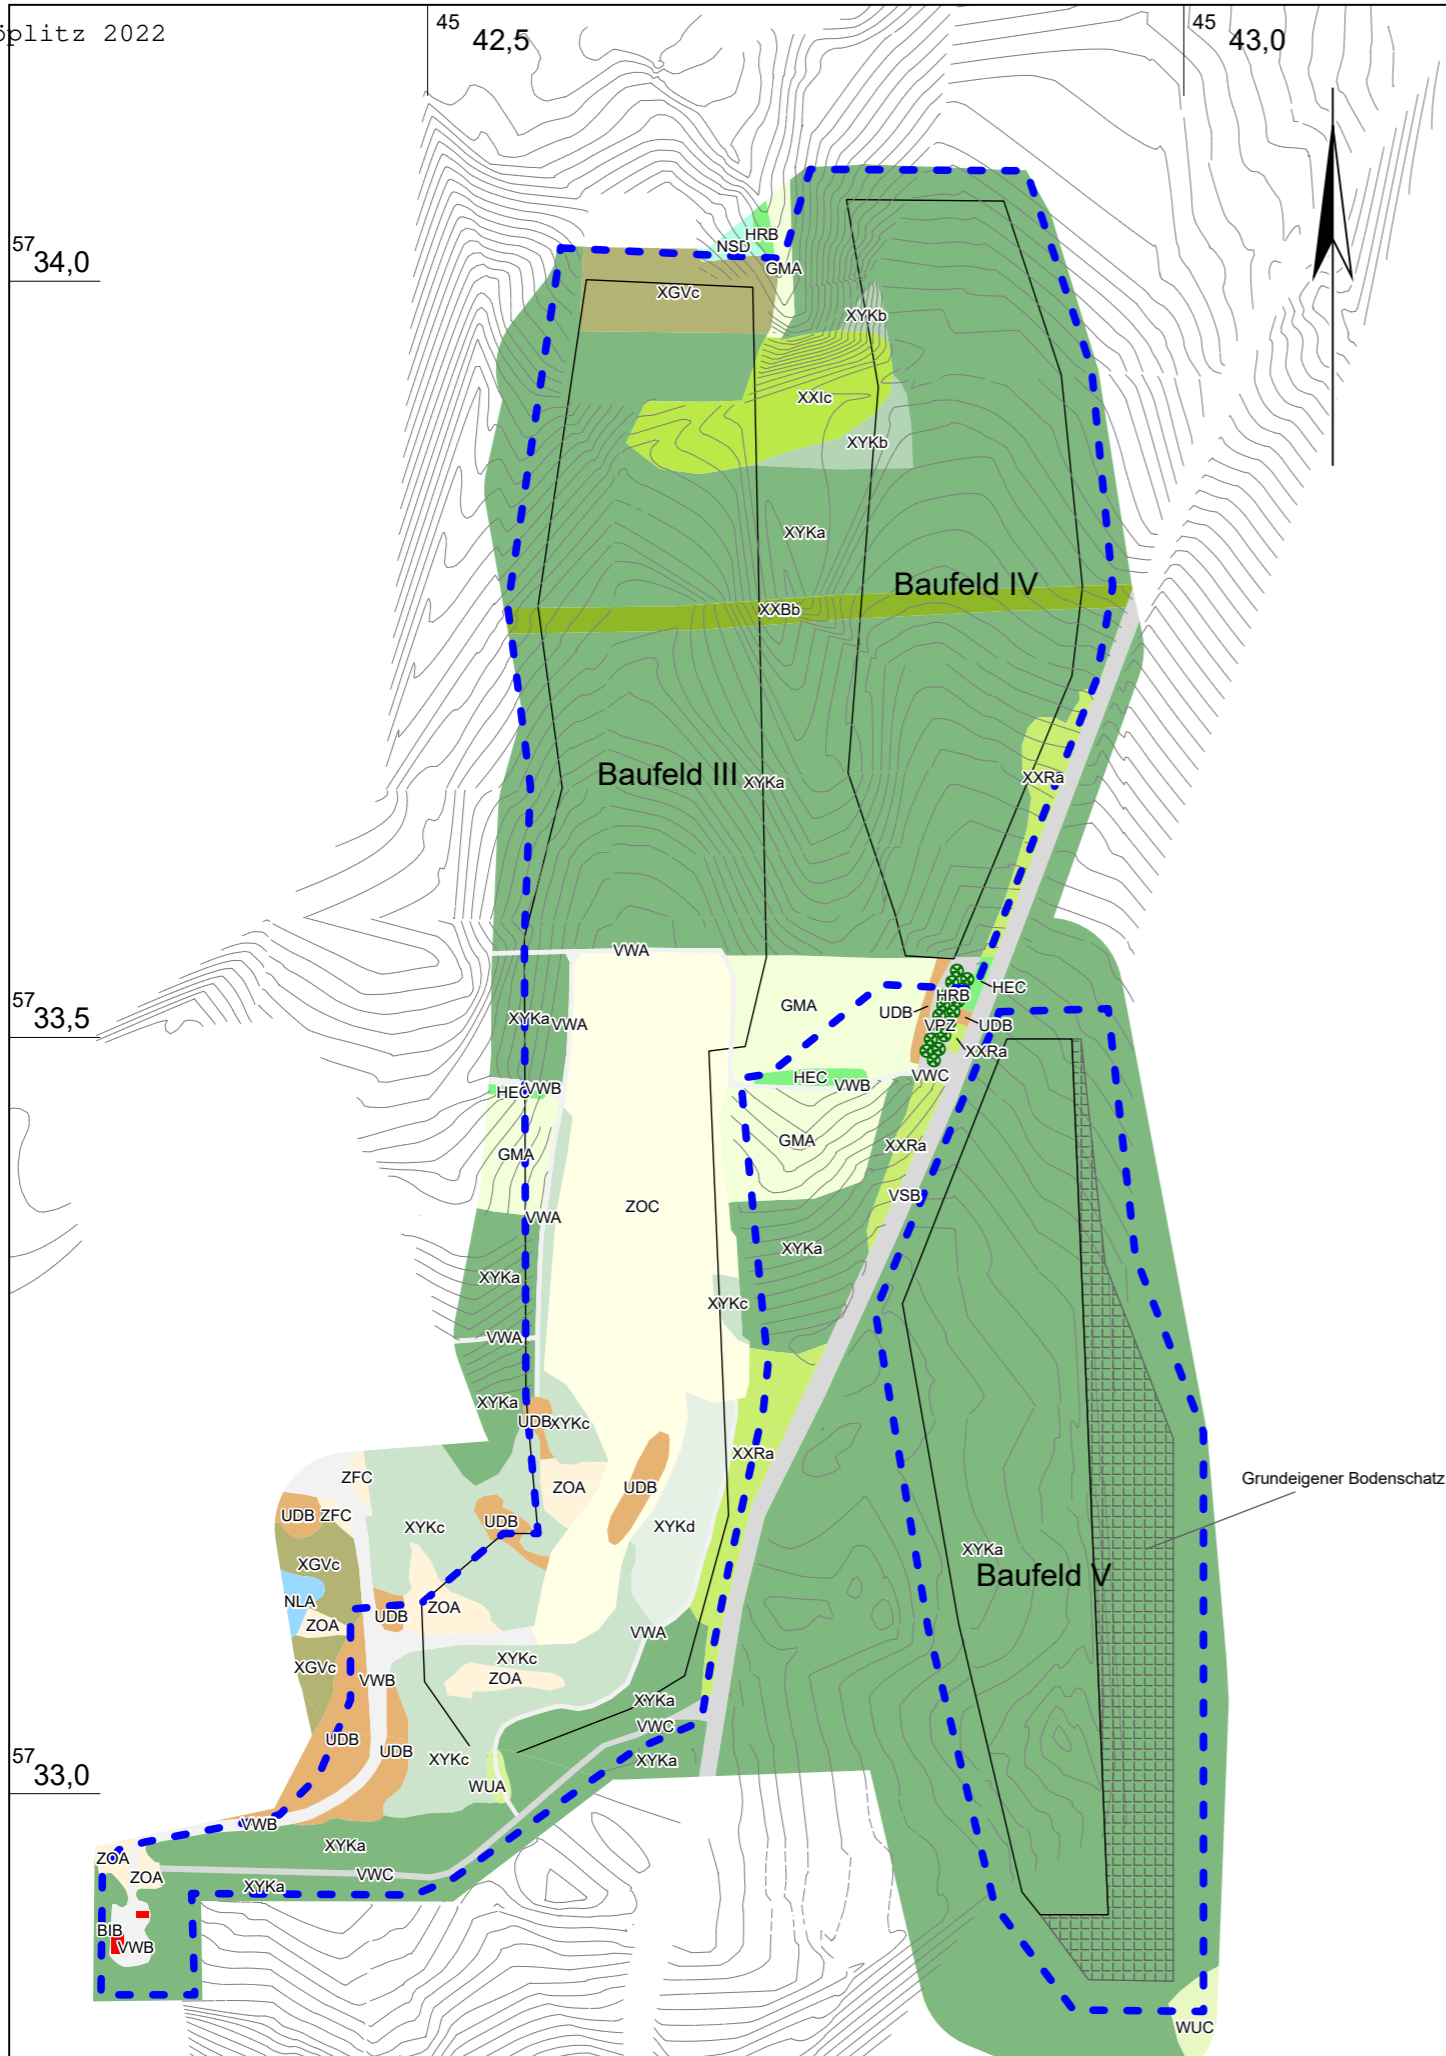 öplitz 2022
45
42,5
45
43,0
57
34,0
HRB
NSD
GMA
XGVc
XYKb
XXIc
XYKb
XYKa
Baufeld IV
XXBb
Baufeld III
XYKa
XXRa
VWA
HEC
HRB
GMA
UDB
57
33,5
XYKa
VWA
VPZ
UDB
XXRa
HEC
VWB
HEC
VWB
VWC
GMA
GMA
XXRa
VSB
ZOC
VWA
XYKa
XYKa
XYKc
VWA
XYKa
UDB
XYKc
XXRa
ZFC
ZOA
UDB
Grundeigener Bodenschatz
UDB
ZFC
XYKc
UDB
XYKd
XYKa
XGVc
Baufeld V
NLA
ZOA
UDB
ZOA
VWA
XGVc
XYKc
ZOA
VWB
XYKa
VWC
UDB
UDB
XYKc
XYKa
57
33,0
WUA
VWB
XYKa
ZOA
ZOA
VWC
XYKa
BIB
VWB
WUC